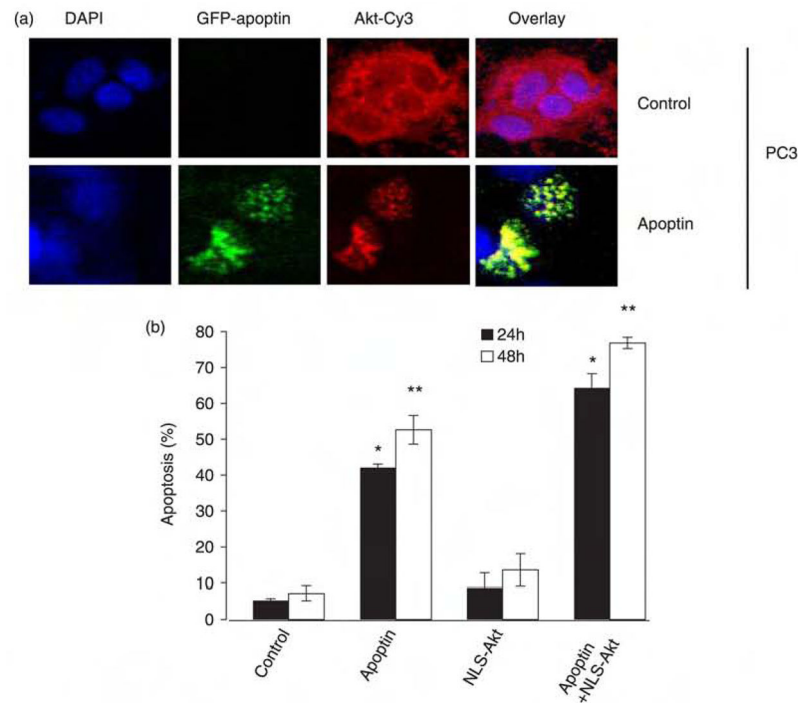 (a) DAPI GFP-apoptin Akt-Cy3 Overlay
Control
PC3
Apoptin
(b)
80
70
60
50
40
30
20
10
0
Apoptosis (%)
24h
48h
*
**
*
**
Control
Apoptin
NLS-Akt
Apoptin
+NLS-Akt